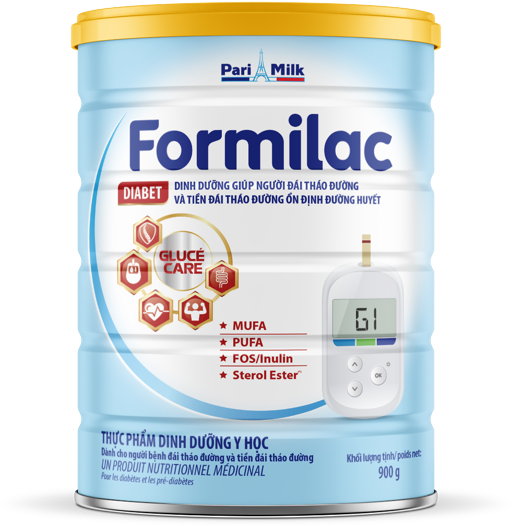 Pari Milk
Formilac
DIABET
DINH DƯỠNG GIÚP NGƯỜI ĐÁI THÁO ĐƯỜNG
VÀ TIỀN ĐÁI THÁO ĐƯỜNG ỔN ĐỊNH ĐƯỜNG HUYẾT
GLUCÉ
CARE
MUFA
PUFA
FOS/Inulin
Sterol Ester^
GI
OK
THỰC PHẨM DINH DƯỠNG Y HỌC
Dành cho người bệnh đái tháo đường và tiền đái tháo đường
UN PRODUIT NUTRITIONNEL MÉDICINAL
Pour les diabètes et les pré-diabètes
Khối lượng tịnh/ poids net:
900 g